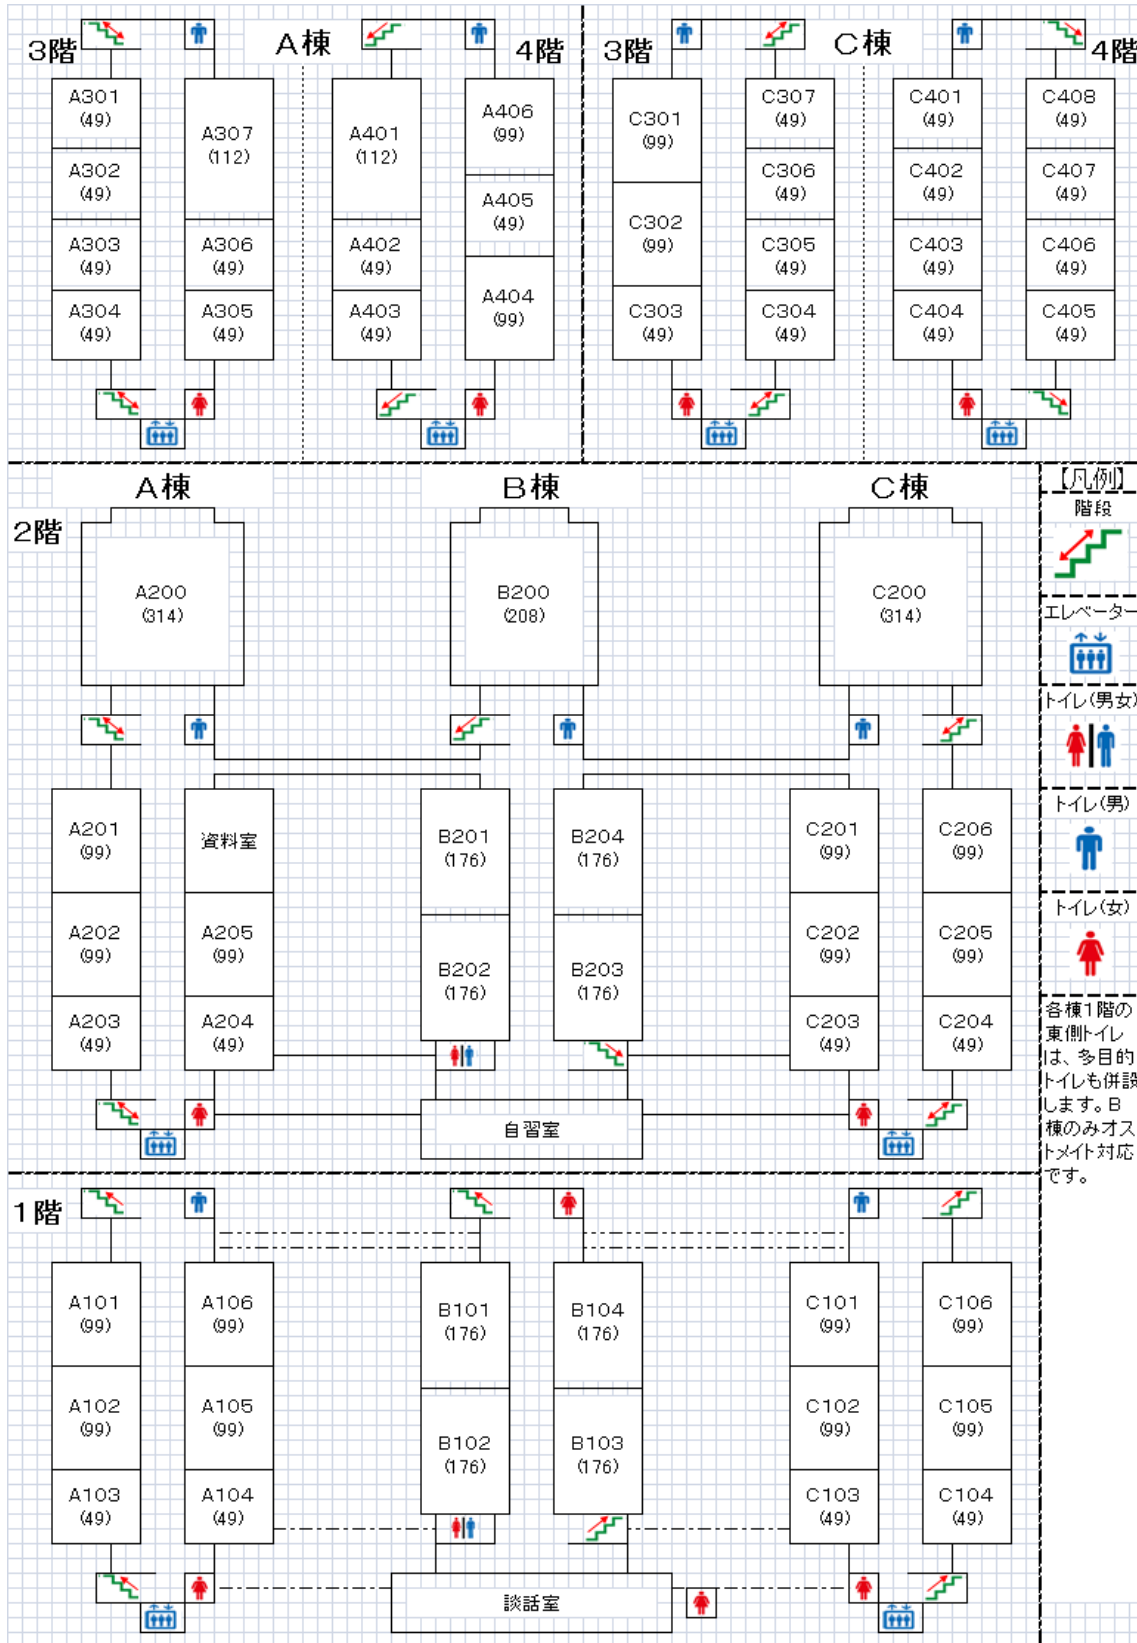 3階
A棟
4階
A301
(49)
A302
(49)
A303
(49)
A304
(49)
A307
(112)
A306
(49)
A305
(49)
A401
(112)
A402
(49)
A403
(49)
A406
(99)
A405
(49)
A404
(99)
3階
C棟
4階
C301
(99)
C302
(99)
C303
(49)
C307
(49)
C306
(49)
C305
(49)
C304
(49)
C401
(49)
C402
(49)
C403
(49)
C404
(49)
C408
(49)
C407
(49)
C406
(49)
C405
(49)
2階
A棟
B棟
C棟
A200
(314)
B200
(208)
C200
(314)
A201
(99)
A202
(99)
A203
(49)
資料室
A205
(99)
A204
(49)
B201
(176)
B202
(176)
B204
(176)
B203
(176)
C201
(99)
C202
(99)
C203
(49)
C206
(99)
C205
(99)
C204
(49)
自習室
1階
A101
(99)
A102
(99)
A103
(49)
A106
(99)
A105
(99)
A104
(49)
B101
(176)
B102
(176)
B104
(176)
B103
(176)
C101
(99)
C102
(99)
C103
(49)
C106
(99)
C105
(99)
C104
(49)
談話室
【凡例】
階段
エレベーター
トイレ(男女)
トイレ(男)
トイレ(女)
各棟1階の
東側トイレ
は、多目的
トイレも併設
します。B
棟のみオス
トメイト対応
です。